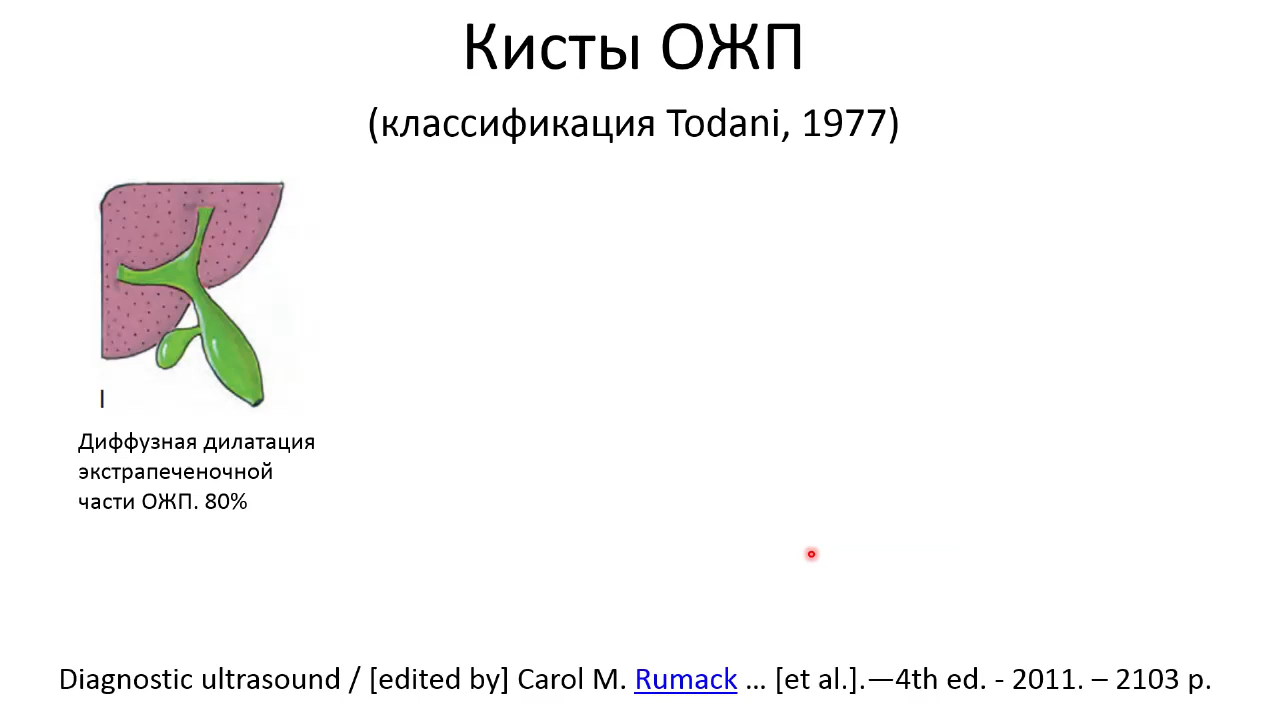 Кисты ОЖП
(классификация Todani, 1977)
I
Диффузная дилатация
экстрапеченочной
части ОЖП. 80%
Diagnostic ultrasound / [edited by] Carol M. Rumack … [et al.].—4th ed. - 2011. – 2103 p.